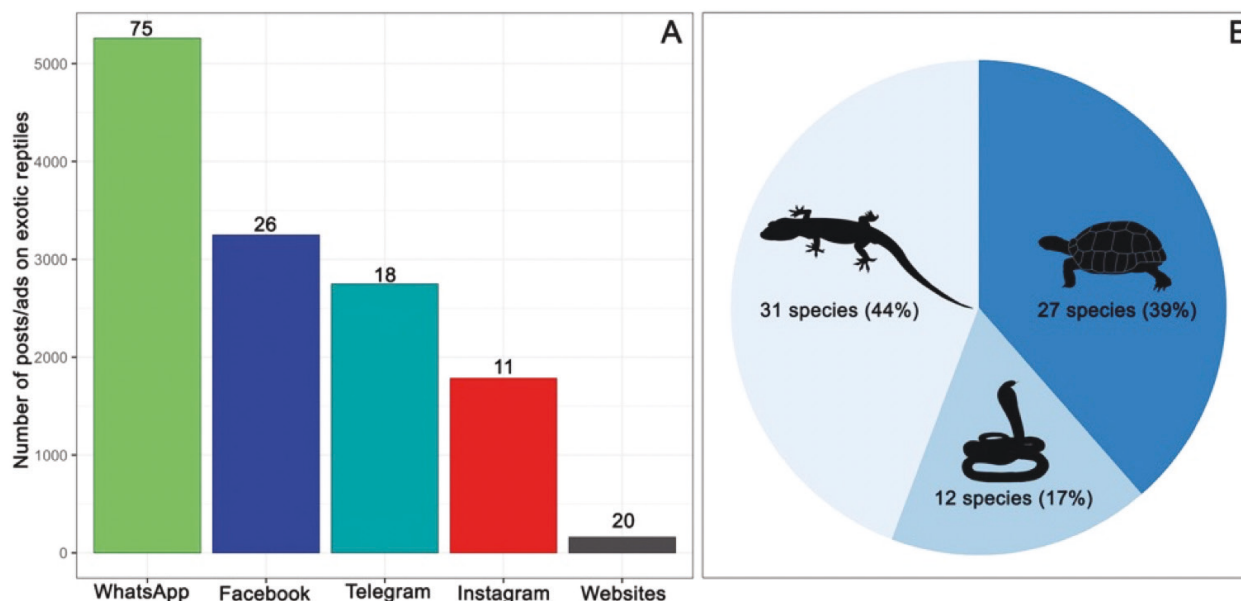 A
Number of posts/ads on exotic reptiles
5000
4000
3000
2000
1000
0
75
26
18
11
20
WhatsApp Facebook Telegram Instagram Websites
31 species (44%)
27 species (39%)
12 species (17%)